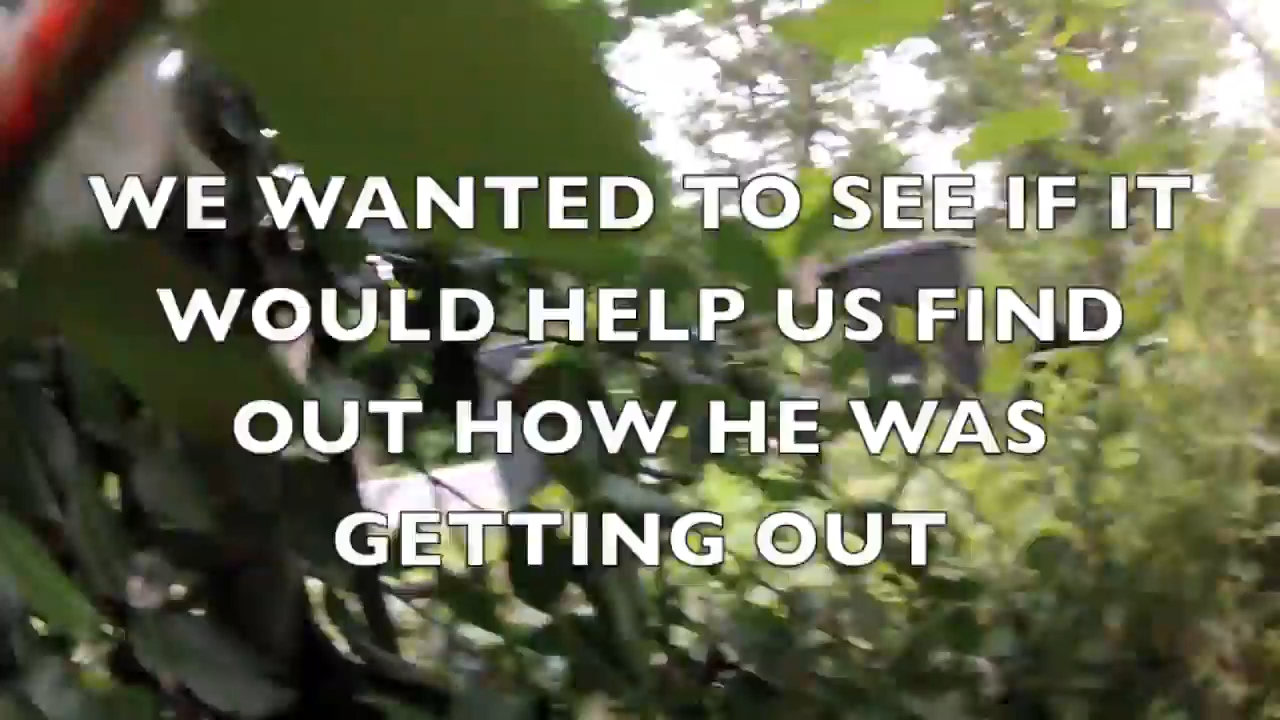 WE WANTED TO SEE IF IT
WOULD HELP US FIND
OUT HOW HE WAS
GETTING OUT